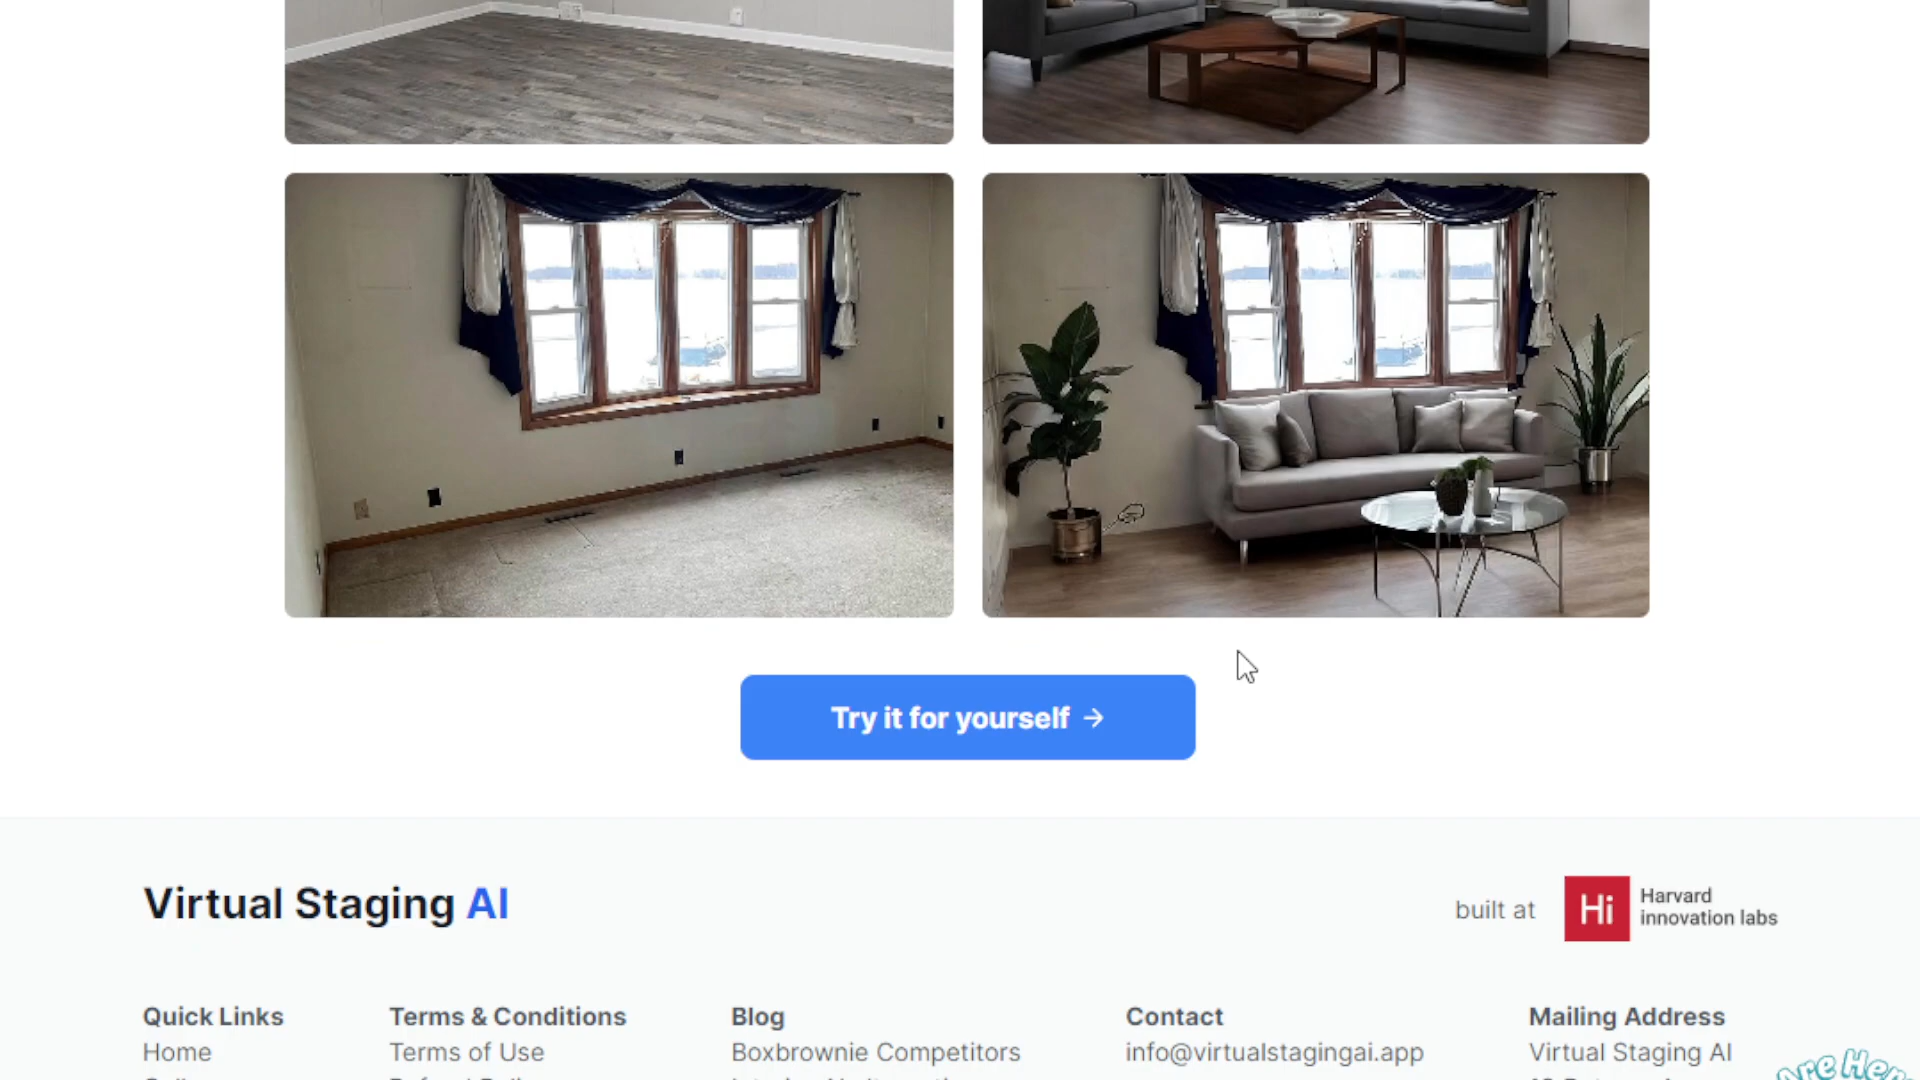 Try it for yourself →
Virtual Staging AI
built at
Hi
Harvard
innovation labs
Quick Links
Home
Terms & Conditions
Terms of Use
Blog
Boxbrownie Competitors
Contact
info@virtualstagingai.app
Mailing Address
Virtual Staging AI